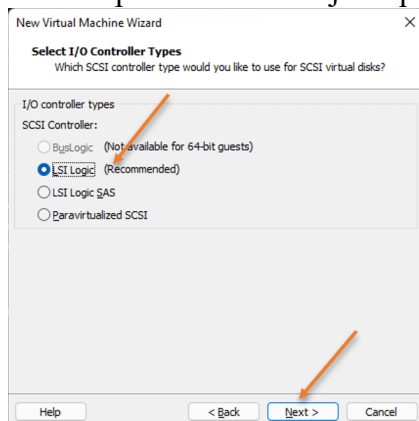 New Virtual Machine Wizard
Select I/O Controller Types
Which SCSI controller type would you like to use for SCSI virtual disks?
I/O controller types
SCSI Controller:
BusLogic (Not available for 64-bit guests)
LSI Logic (Recommended)
LSI Logic SAS
Paravirtualized SCSI
Help < Back Next > Cancel